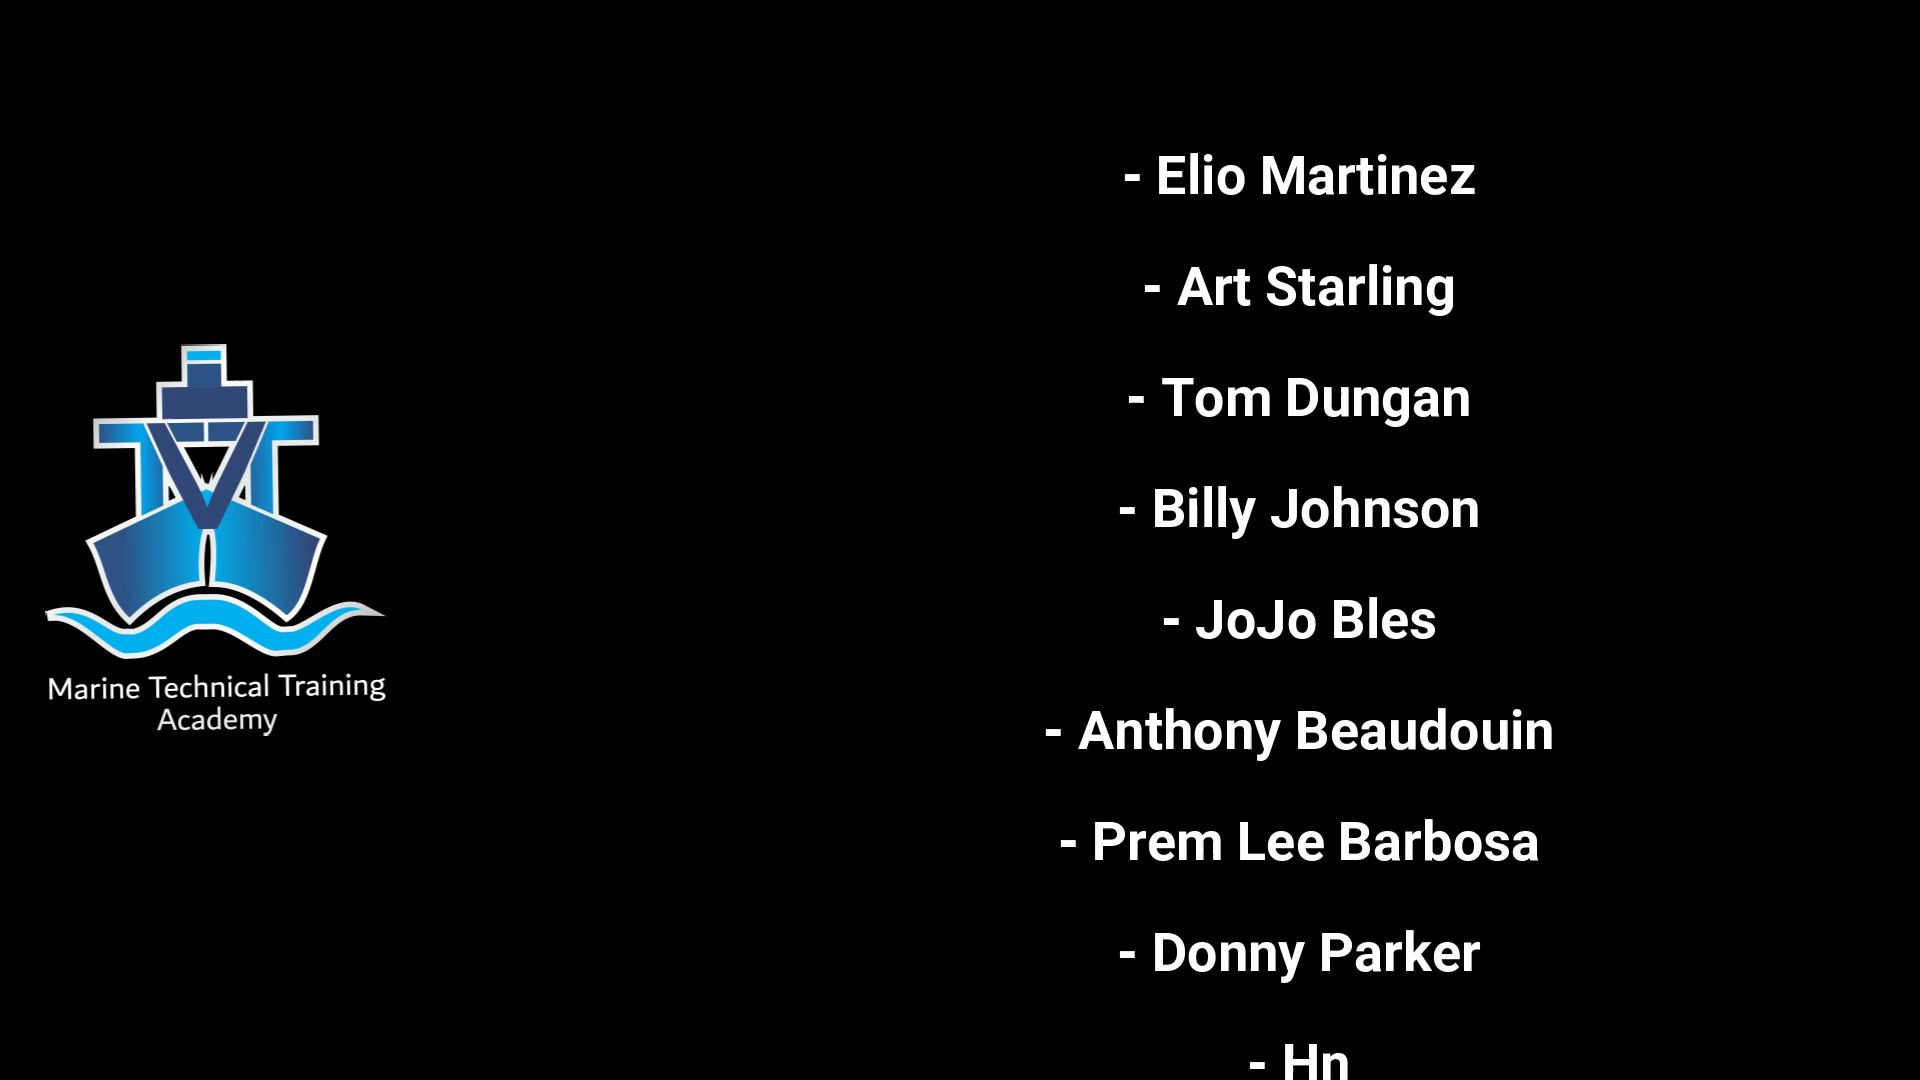 - Elio Martinez
- Art Starling
- Tom Dungan
- Billy Johnson
- JoJo Bles
- Anthony Beaudouin
- Prem Lee Barbosa
- Donny Parker
- Hn
Marine Technical Training
Academy